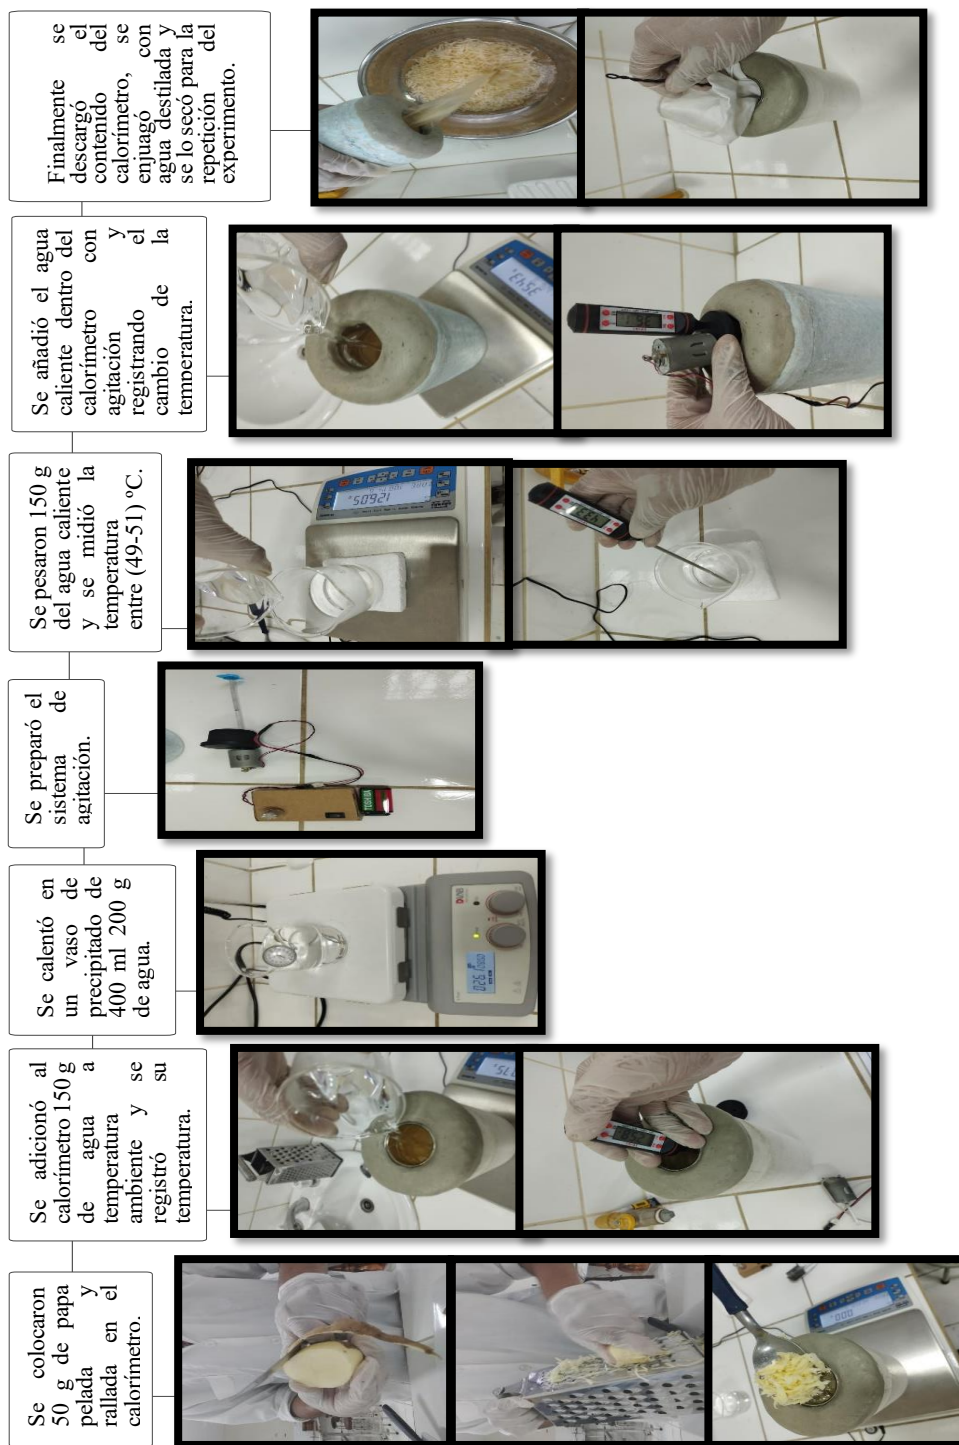 Se colocaron
50 g de papa
pelada y
rallada en el
calorímetro.
Se adicionó al
calorímetro 150 g
de agua a
temperatura
ambiente y se
registró su
temperatura.
Se calentó en
un vaso de
precipitado de
400 ml 200 g
de agua.
Se preparó el
sistema de
agitación.
Se pesaron 150 g
del agua caliente
y se midió la
temperatura
entre (49-51) ºC.
Se añadió el agua
caliente dentro del
calorímetro con
agitación y
registrando el
cambio de la
temperatura.
Finalmente se
descargó el
contenido del
calorímetro, se
enjuagó con
agua destilada y
se lo secó para la
repetición del
experimento.
TOSHIBA